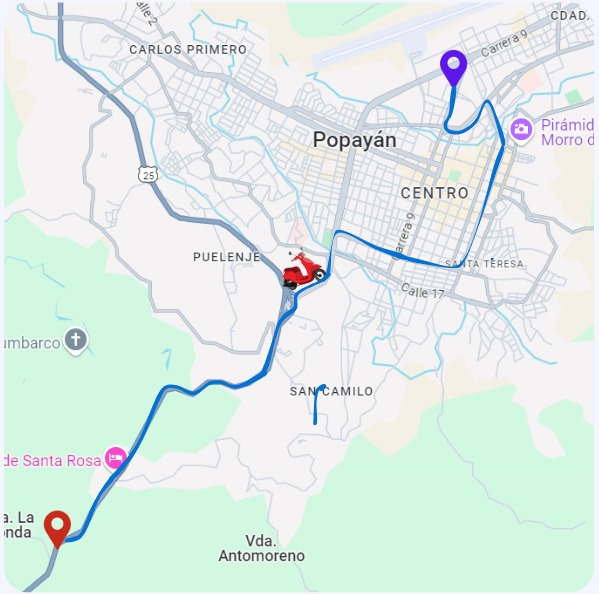 Calle 2
CDAD.
CARLOS PRIMERO
Carrera 9
Pirámid
Morro d
Popayán
25
CENTRO
Carrera 9
PUELENJE
SANTA TERESA
Calle 17
umbarco
SAN CAMILO
de Santa Rosa
a. La
onda
Vda.
Antomoreno